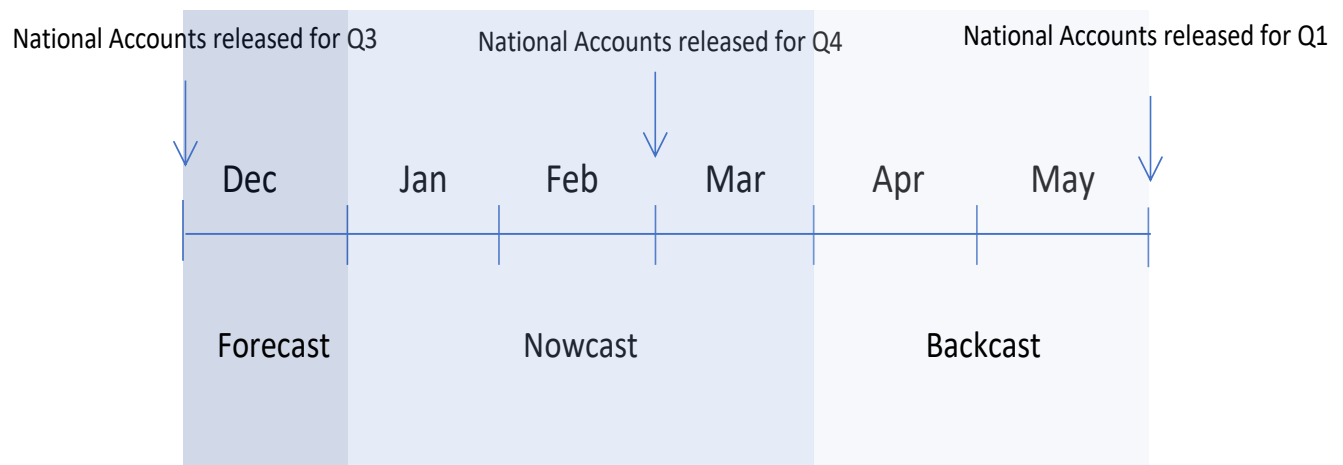 National Accounts released for Q3
National Accounts released for Q4
National Accounts released for Q1
Dec
Jan
Feb
Mar
Apr
May
Forecast
Nowcast
Backcast